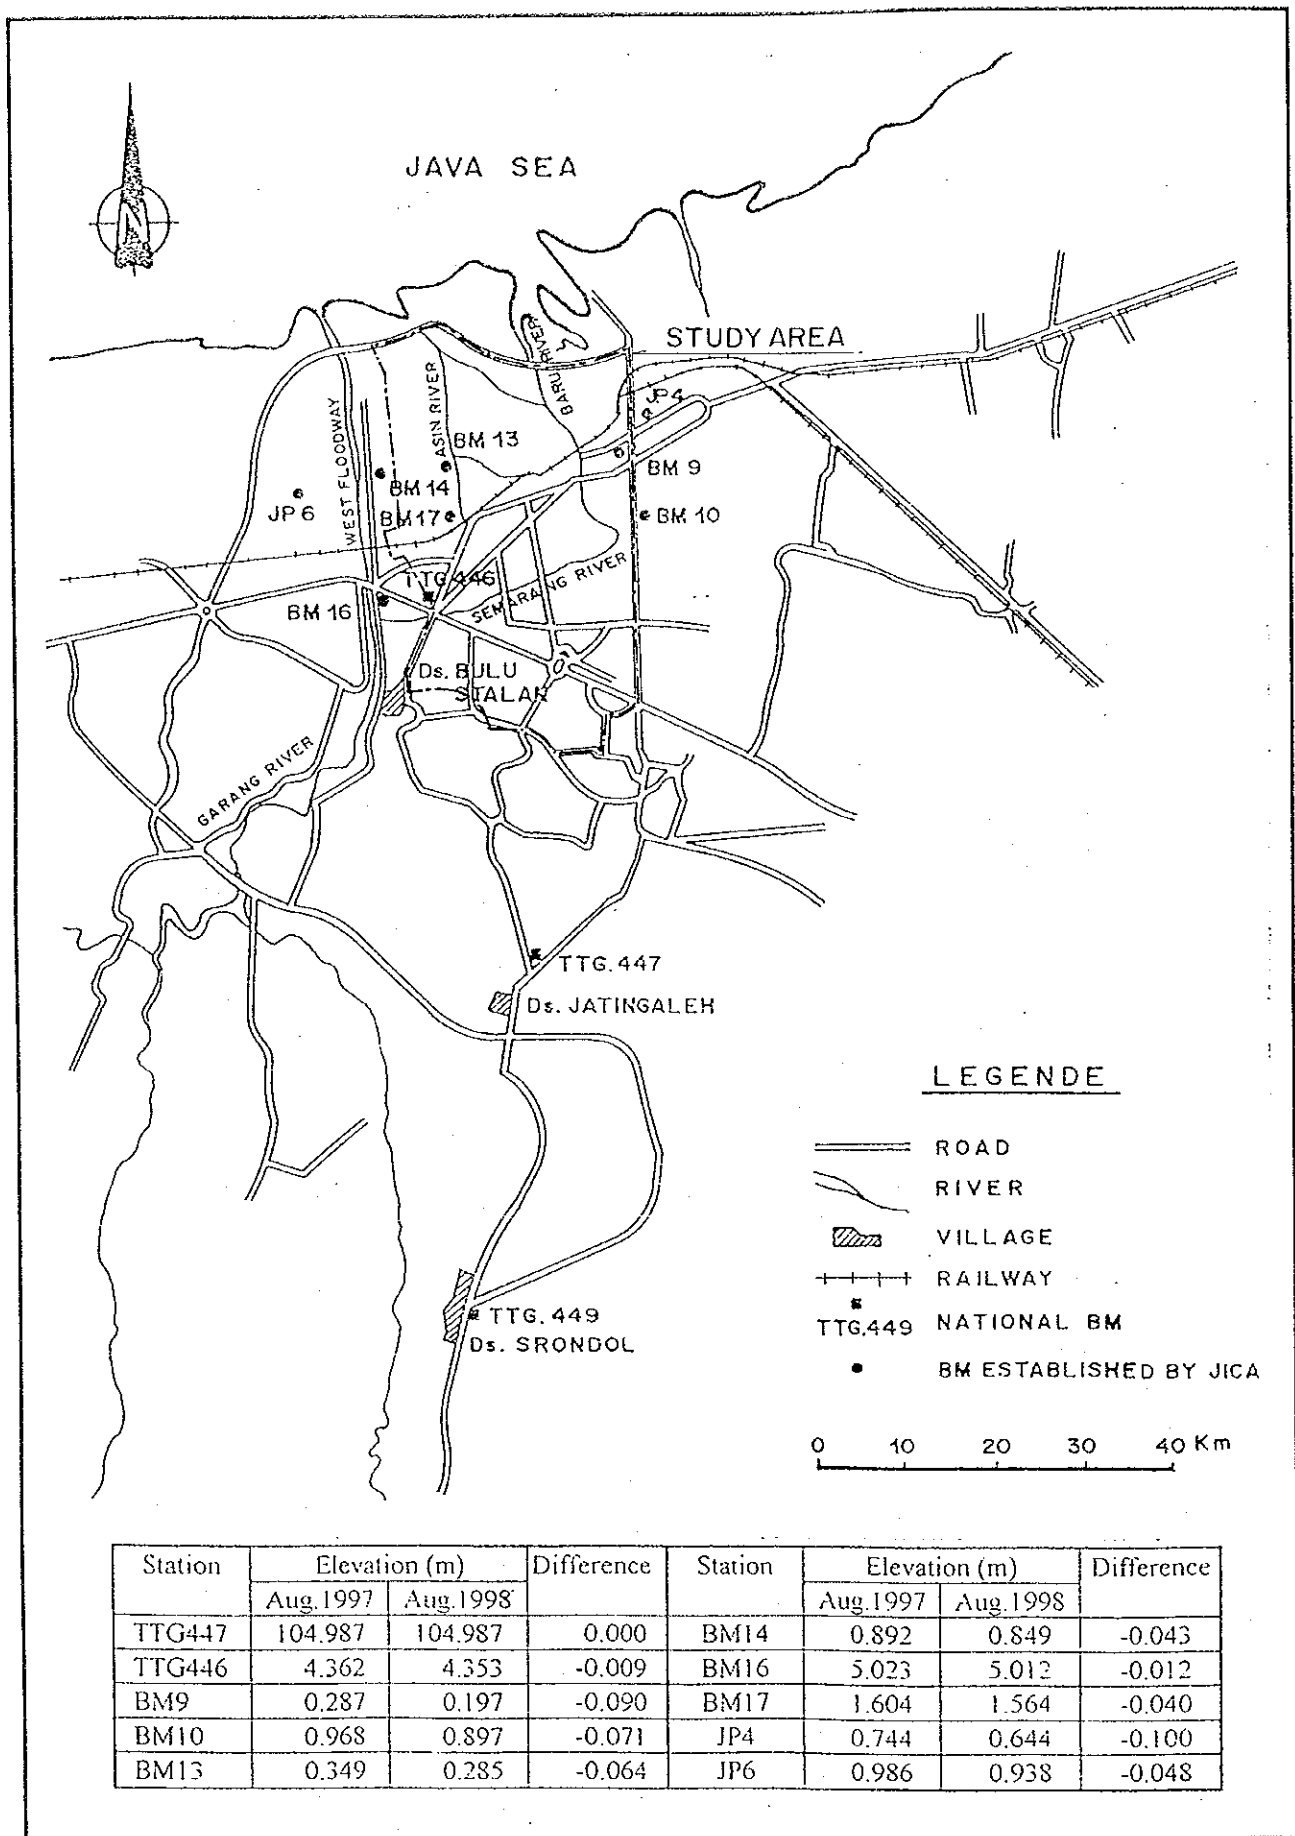 N
JAVA SEA
STUDY AREA
BARU RIVER
ASIN RIVER
WEST FLOODWAY
JP4
BM 13
BM 9
BM 14
JP 6
BM17
BM 10
TTG.446
SEMARANG RIVER
BM 16
Ds. BULU
STALAN
GARANG RIVER
TTG.447
Ds. JATINGALEH
LEGENDE
ROAD
RIVER
VILLAGE
RAILWAY
TTG.449 NATIONAL BM
BM ESTABLISHED BY JICA
TTG.449
Ds. SRONDOL
0 10 20 30 40 Km
Station Elevation (m) Difference Station Elevation (m) Difference
Aug.1997 Aug.1998 Aug.1997 Aug.1998
TTG447 104.987 104.987 0.000 BM14 0.892 0.849 -0.043
TTG446 4.362 4.353 -0.009 BM16 5.023 5.012 -0.012
BM9 0.287 0.197 -0.090 BM17 1.604 1.564 -0.040
BM10 0.968 0.897 -0.071 JP4 0.744 0.644 -0.100
BM13 0.349 0.285 -0.064 JP6 0.986 0.938 -0.048